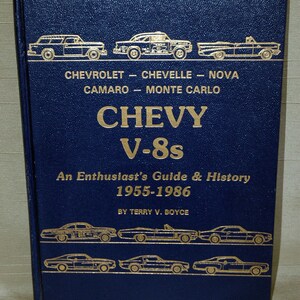 CHEVROLET — CHEVELLE — NOVA
CAMARO — MONTE CARLO
CHEVY
V-8s
An Enthusiast's Guide & History
1955-1986
BY TERRY V. BOYCE